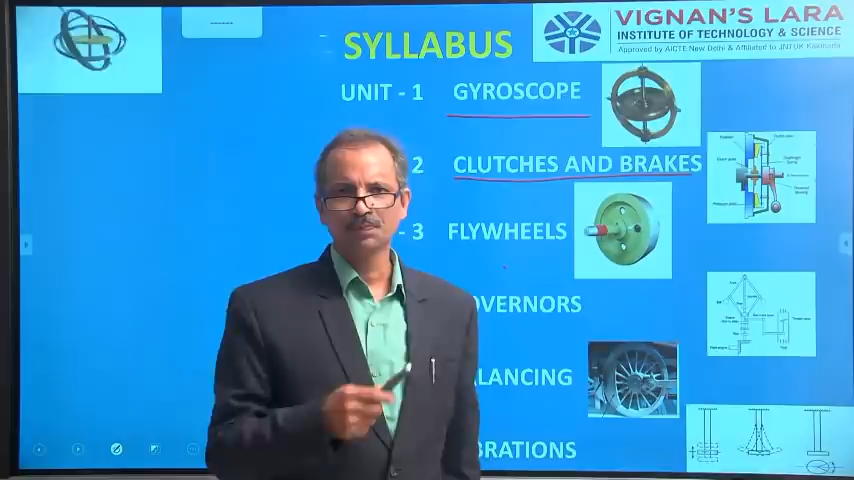 SYLLABUS
VIGNAN'S LARA
INSTITUTE OF TECHNOLOGY & SCIENCE
Approved by AICTE New Delhi & Affiliated to JNTUK Kakinada
UNIT - 1 GYROSCOPE
2 CLUTCHES AND BRAKES
- 3 FLYWHEELS
OVERNORS
LANCING
BRATIONS